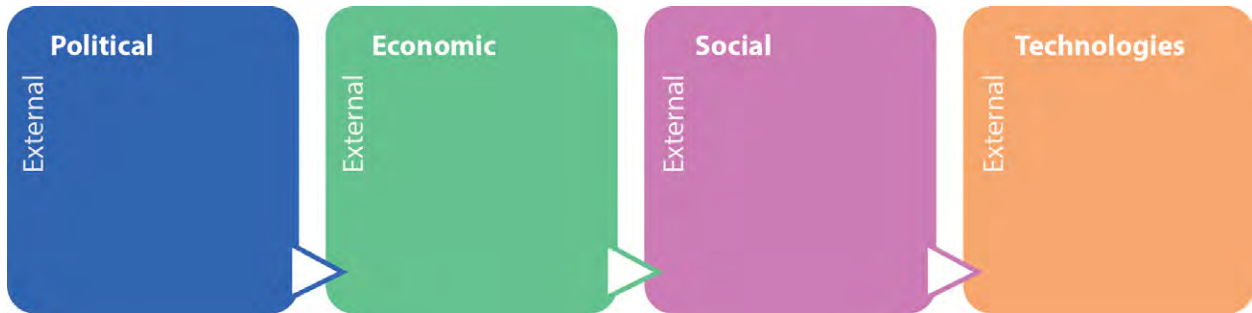 Political
External
Economic
External
Social
External
Technologies
External